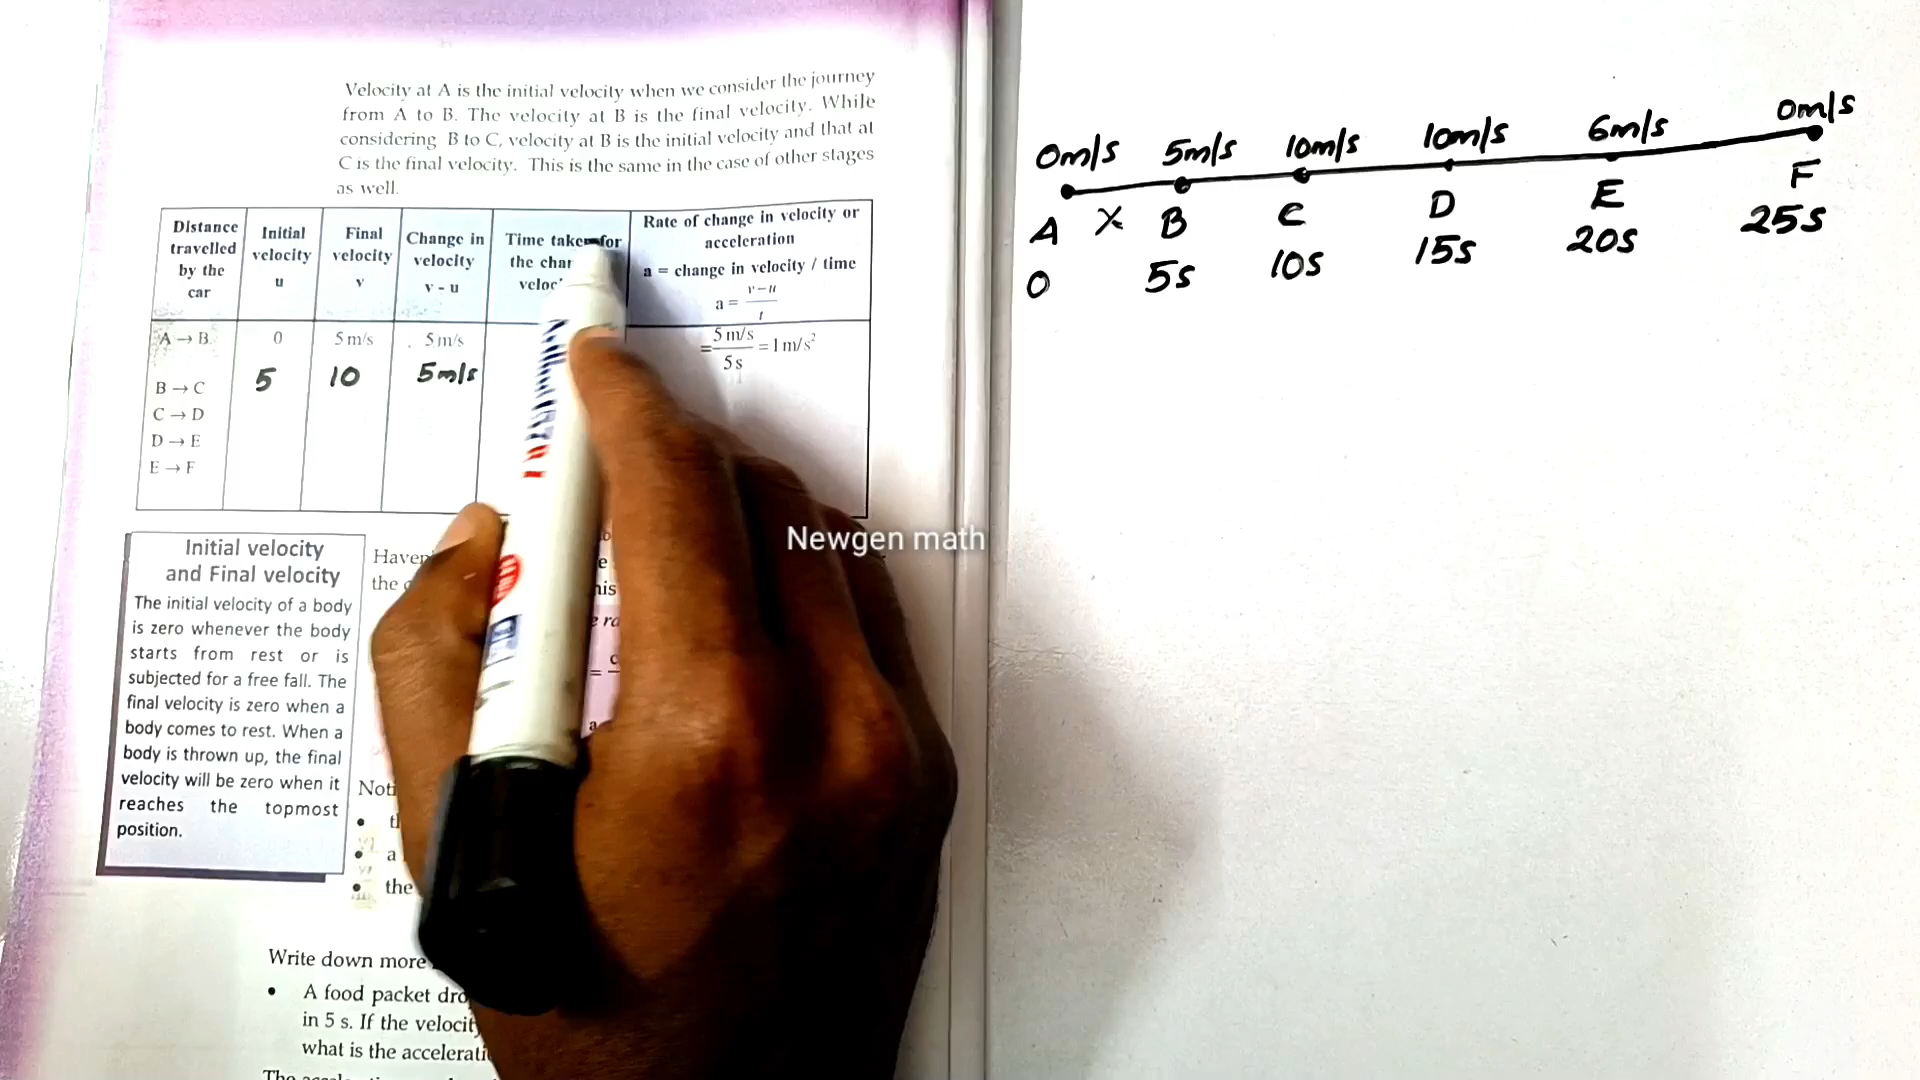 Velocity at A is the initial velocity when we consider the journey
from A to B. The velocity at B is the final velocity. While
considering B to C, velocity at B is the initial velocity and that at
C is the final velocity. This is the same in the case of other stages
as well.
Distance travelled by the car
Initial velocity u
Final velocity v
Change in velocity v - u
Time taken for
the chan
veloc
Rate of change in velocity or acceleration
a = change in velocity / time
a = v-u / t
A → B 0 5 m/s 5 m/s = 5 m/s / 5 s = 1 m/s²
B → C 5 10 5m/s
C → D
D → E
E → F
Initial velocity
and Final velocity
The initial velocity of a body
is zero whenever the body
starts from rest or is
subjected for a free fall. The
final velocity is zero when a
body comes to rest. When a
body is thrown up, the final
velocity will be zero when it
reaches the topmost
position.
Haven
the
Noti
a
the
Write down more
• A food packet dro
in 5 s. If the velocity
what is the accelerati
0m/s 5m/s 10m/s 10m/s 6m/s 0m/s
A X B C D E F
0 5s 10s 15s 20s 25s
Newgen math